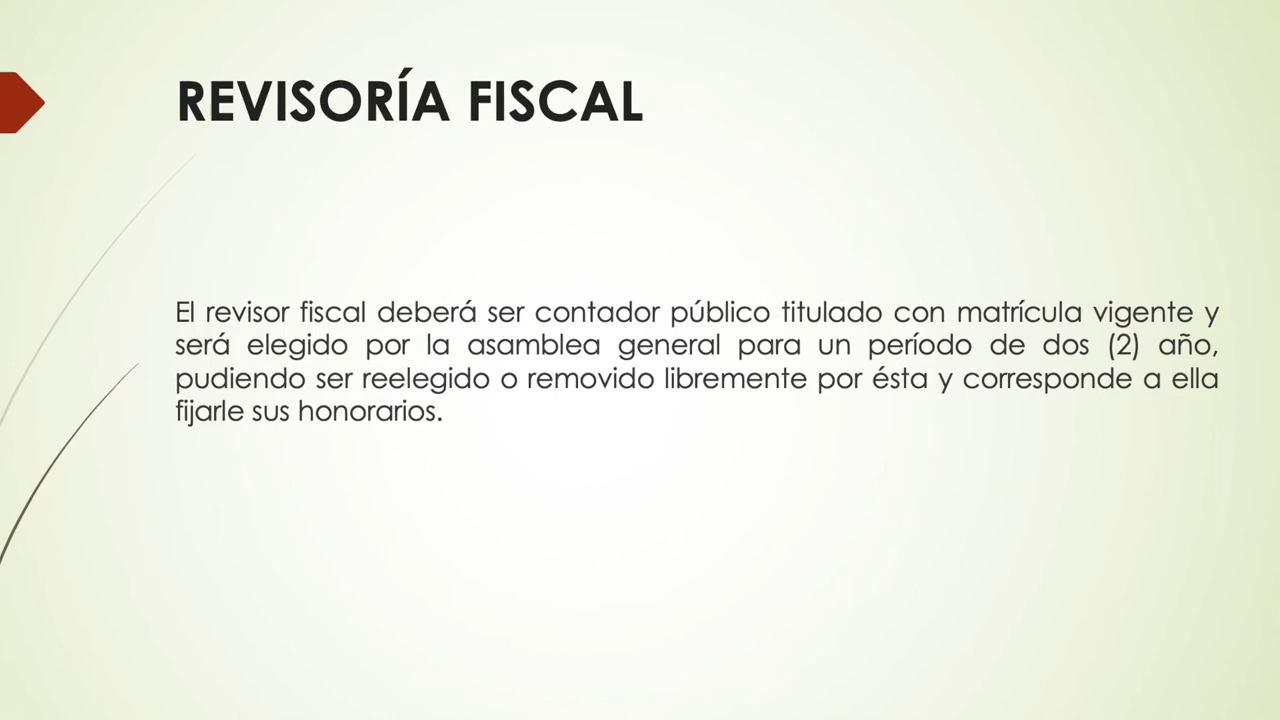 REVISORÍA FISCAL
El revisor fiscal deberá ser contador público titulado con matrícula vigente y
será elegido por la asamblea general para un período de dos (2) año,
pudiendo ser reelegido o removido libremente por ésta y corresponde a ella
fijarle sus honorarios.